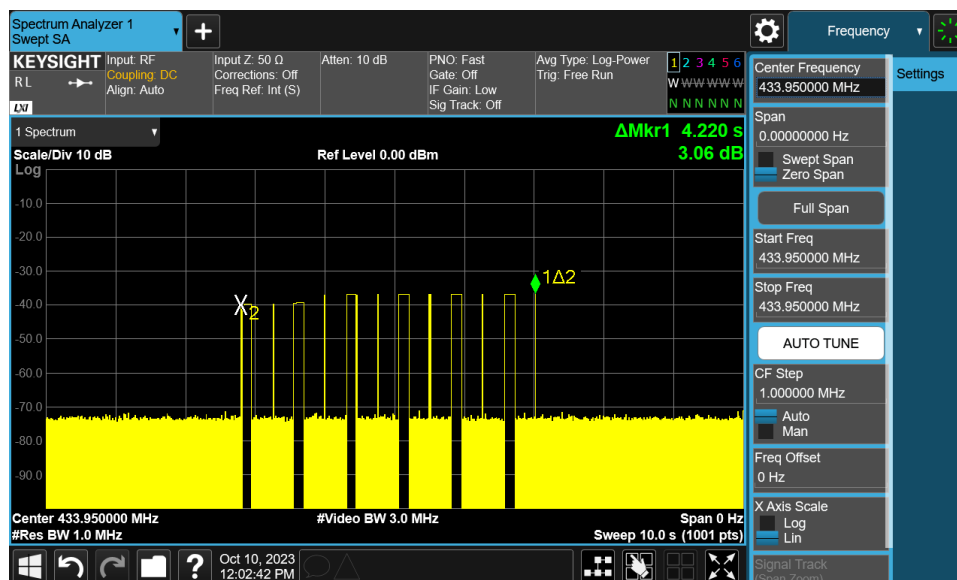 Spectrum Analyzer 1
Swept SA
+
Frequency
KEYSIGHT
R L
LXI
Input: RF
Coupling: DC
Align: Auto
Input Z: 50 Ω
Corrections: Off
Freq Ref: Int (S)
Atten: 10 dB
PNO: Fast
Gate: Off
IF Gain: Low
Sig Track: Off
Avg Type: Log-Power
Trig: Free Run
1 2 3 4 5 6
W W W W W W
N N N N N N
Center Frequency
433.950000 MHz
Settings
Span
0.00000000 Hz
Swept Span
Zero Span
Full Span
Start Freq
433.950000 MHz
Stop Freq
433.950000 MHz
AUTO TUNE
CF Step
1.000000 MHz
Auto
Man
Freq Offset
0 Hz
X Axis Scale
Log
Lin
Signal Track
(Span Zoom)
1 Spectrum
ΔMkr1 4.220 s
Scale/Div 10 dB
Ref Level 0.00 dBm
3.06 dB
Log
-10.0
-20.0
-30.0
1Δ2
-40.0
X2
-50.0
-60.0
-70.0
-80.0
-90.0
Center 433.950000 MHz
#Video BW 3.0 MHz
Span 0 Hz
#Res BW 1.0 MHz
Sweep 10.0 s (1001 pts)
?
Oct 10, 2023
12:02:42 PM